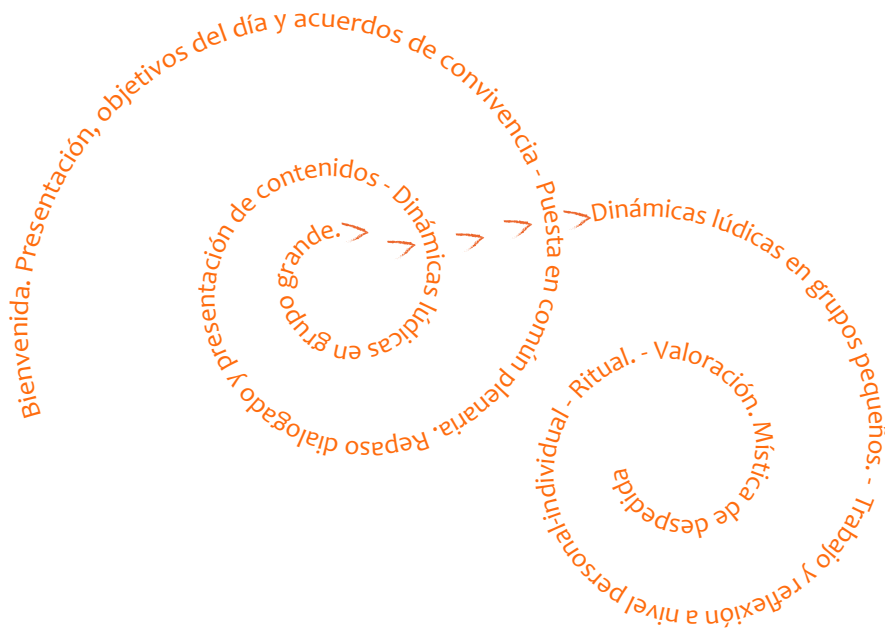 Bienvenida. Presentación, objetivos del día y acuerdos de convivencia - Puesta en común plenaria. Repaso dialogado y presentación de contenidos - Dinámicas lúdicas en grupo grande.
Dinámicas lúdicas en grupos pequeños. - Trabajo y reflexión a nivel personal-individual - Ritual. - Valoración. Mística de despedida